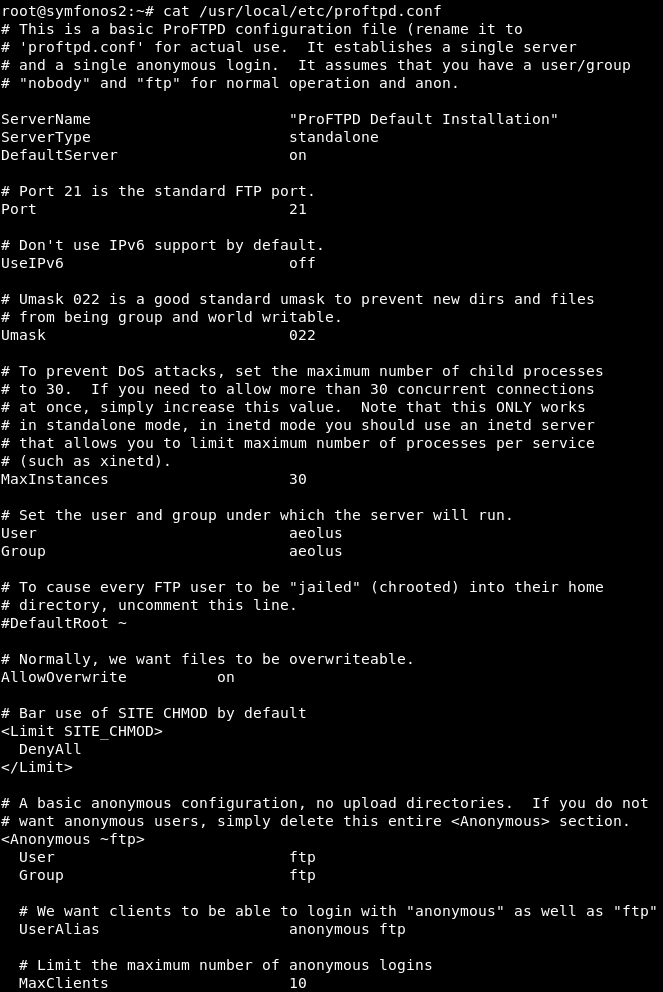 root@symfonos2:~# cat /usr/local/etc/proftpd.conf
# This is a basic ProFTPD configuration file (rename it to
# 'proftpd.conf' for actual use.  It establishes a single server
# and a single anonymous login.  It assumes that you have a user/group
# "nobody" and "ftp" for normal operation and anon.

ServerName                      "ProFTPD Default Installation"
ServerType                      standalone
DefaultServer                   on

# Port 21 is the standard FTP port.
Port                            21

# Don't use IPv6 support by default.
UseIPv6                         off

# Umask 022 is a good standard umask to prevent new dirs and files
# from being group and world writable.
Umask                           022

# To prevent DoS attacks, set the maximum number of child processes
# to 30.  If you need to allow more than 30 concurrent connections
# at once, simply increase this value.  Note that this ONLY works
# in standalone mode, in inetd mode you should use an inetd server
# that allows you to limit maximum number of processes per service
# (such as xinetd).
MaxInstances                    30

# Set the user and group under which the server will run.
User                            aeolus
Group                           aeolus

# To cause every FTP user to be "jailed" (chrooted) into their home
# directory, uncomment this line.
#DefaultRoot ~

# Normally, we want files to be overwriteable.
AllowOverwrite          on

# Bar use of SITE CHMOD by default
<Limit SITE_CHMOD>
  DenyAll
</Limit>

# A basic anonymous configuration, no upload directories.  If you do not
# want anonymous users, simply delete this entire <Anonymous> section.
<Anonymous ~ftp>
  User                          ftp
  Group                         ftp

  # We want clients to be able to login with "anonymous" as well as "ftp"
  UserAlias                     anonymous ftp

  # Limit the maximum number of anonymous logins
  MaxClients                    10